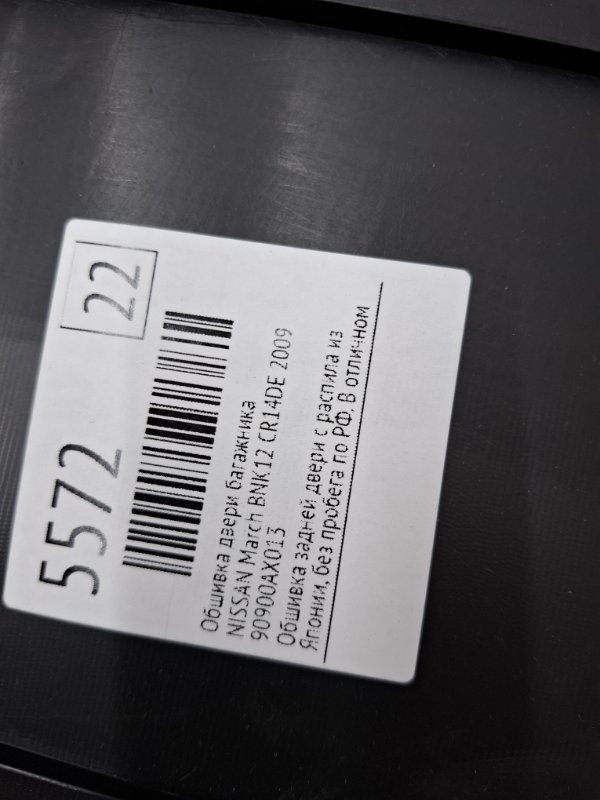 5572
22
Обшивка двери багажника
NISSAN March BNK12 CR14DE 2009
90900AX013
Обшивка задней двери с распила из
Японии, без пробега по РФ. В отличном